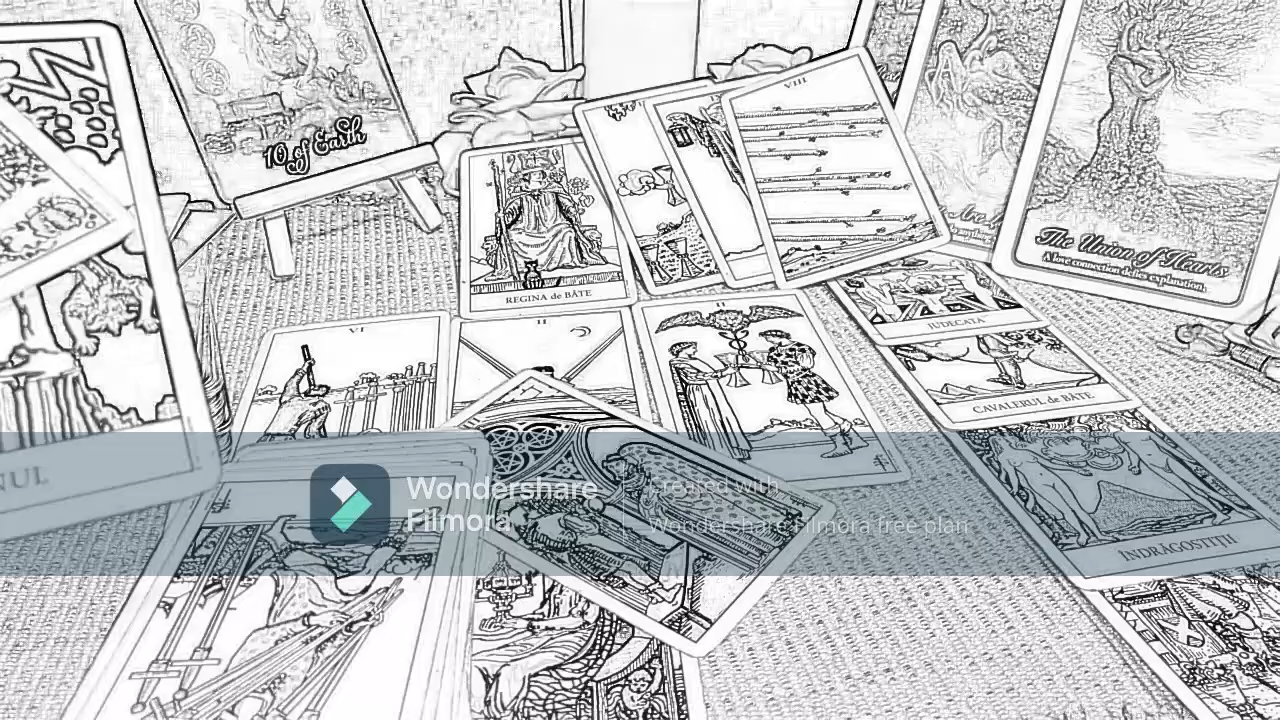 10 of Earth
VIII
The Union of Hearts
A love connection defies explanation.
REGINA de BÂTE
JUDECATA
VI
II
II
CAVALERUL de BÂTE
NUL
Wondershare
Filmora
Created with
Wondershare Filmora free plan
ÎNDRĂGOSTIȚII